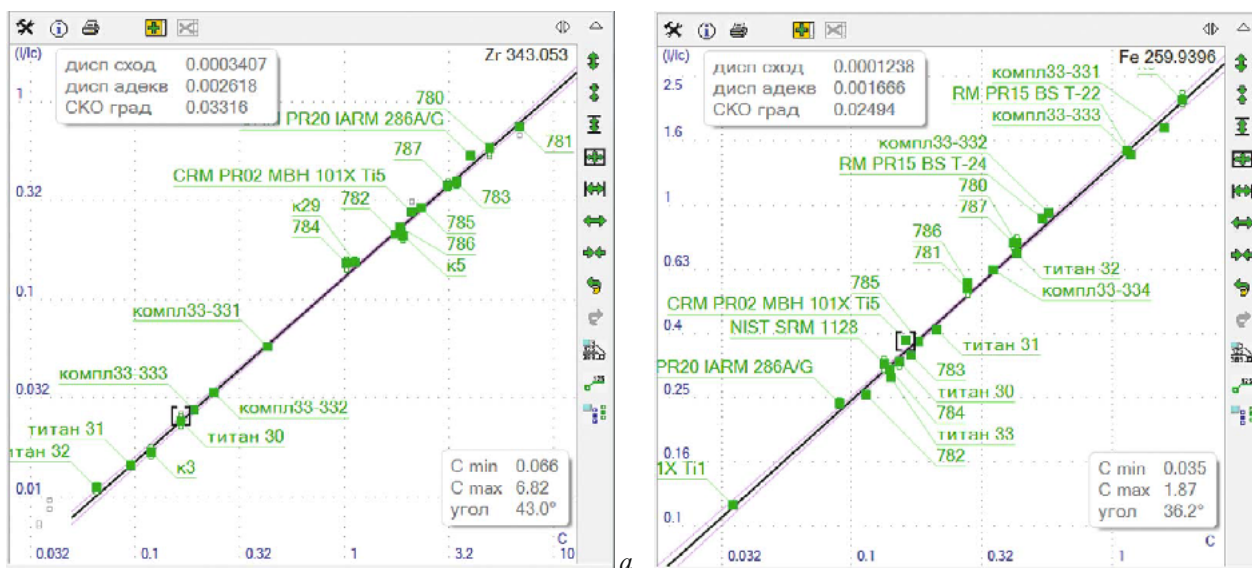 (I/Ic)
Zr 343.053
дисп сход 0.0003407
дисп адекв 0.002618
СКО град 0.03316
1
780
PR20 IARM 286A/G
781
787
0.32
CRM PR02 MBH 101X Ti5
783
782
к29
785
784
786
к5
0.1
компл33-331
0.032
компл33-333
компл33-332
титан 31
титан 30
тан 32
к3
0.01
C min 0.066
C max 6.82
угол 43.0°
C
0.032 0.1 0.32 1 3.2 10
а
(I/Ic)
Fe 259.9396
2.5
дисп сход 0.0001238
дисп адекв 0.001666
СКО град 0.02494
компл33-331
RM PR15 BS T-22
компл33-333
1.6
компл33-332
RM PR15 BS T-24
780
1
787
786
781
титан 32
0.63
785
компл33-334
CRM PR02 MBH 101X Ti5
NIST SRM 1128
0.4
титан 31
PR20 IARM 286A/G
783
титан 30
0.25
784
титан 33
782
0.16
1X Ti1
0.1
C min 0.035
C max 1.87
угол 36.2°
C
0.032 0.1 0.32 1